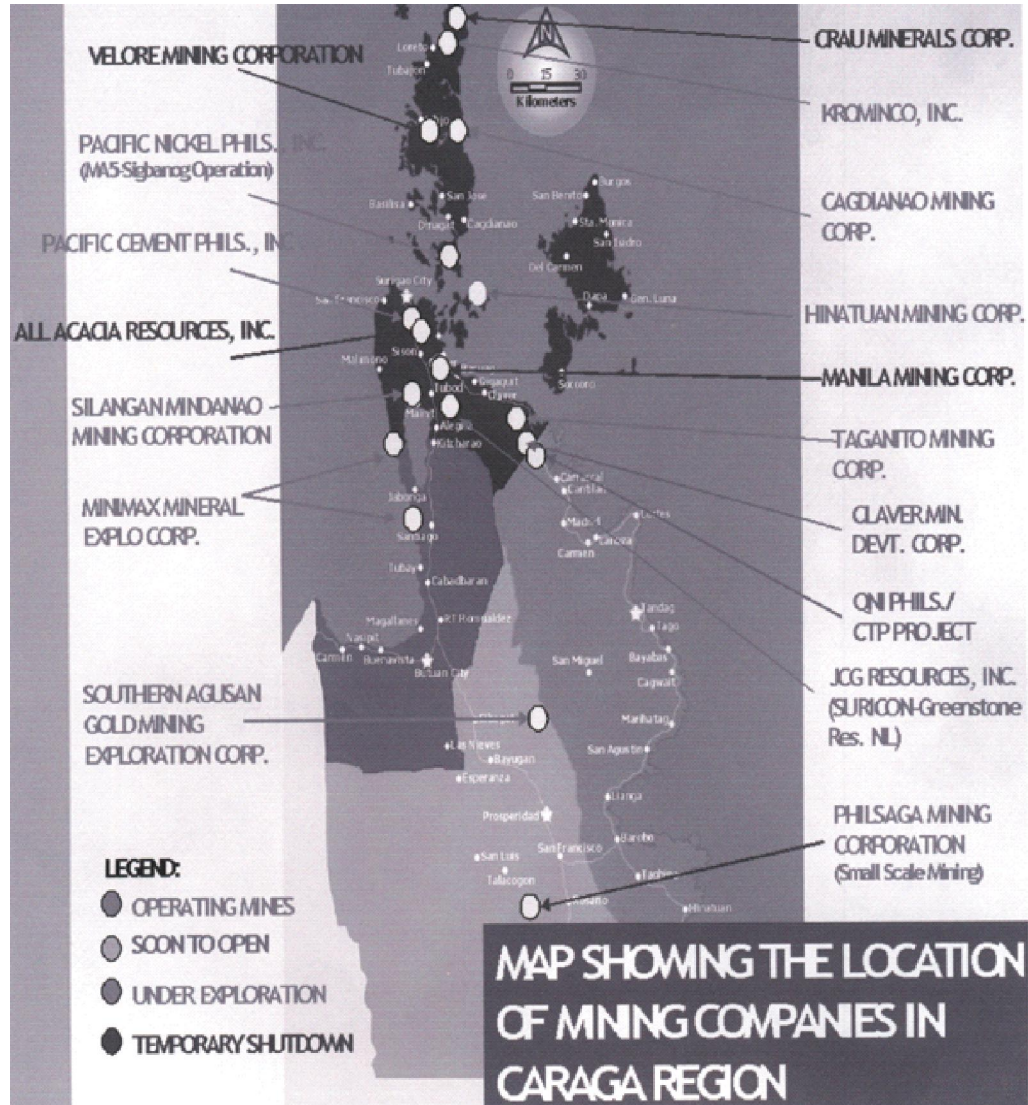 VELORE MINING CORPORATION
PACIFIC NICKEL PHILS., INC.
(MA5-Sigbanog Operation)
PACIFIC CEMENT PHILS., INC
ALL ACACIA RESOURCES, INC.
SILANGAN MINDANAO
MINING CORPORATION
MINIMAX MINERAL
EXPLO CORP.
SOUTHERN AGUSAN
GOLD MINING
EXPLORATION CORP.
LEGEND:
OPERATING MINES
SOON TO OPEN
UNDER EXPLORATION
TEMPORARY SHUTDOWN
N
0 15 30
Kilometers
Loreto
Tubajon
San Jose
Basilisa
Dinagat
Cagdianao
Burgos
San Benito
Sta. Monica
San Isidro
Del Carmen
Dapa
Gen. Luna
Socorro
Surigao City
San Francisco
Sison
Malimono
Tubod
Gigaquit
Claver
Mainit
Alegria
Kitcharao
Jabonga
Santiago
Tubay
Cabadbaran
Magallanes
RT Romualdez
Nasipit
Carmen
Buenavista
Butuan City
Sibagat
Las Nieves
Bayugan
Esperanza
Prosperidad
San Francisco
San Luis
Talacogon
Rosario
Carrascal
Cantilan
Madrid
Cortes
Carmen
Lanoza
Tandag
Tago
San Miguel
Bayabas
Cagwait
Marihatag
San Agustin
Lianga
Barobo
Hinatuan
CRAU MINERALS CORP.
KROMINCO, INC.
CAGDIANAO MINING
CORP.
HINATUAN MINING CORP.
MANILA MINING CORP.
TAGANITO MINING
CORP.
CLAVER MIN.
DEVT. CORP.
QNI PHILS./
CTP PROJECT
JCG RESOURCES, INC.
(SURICON-Greenstone
Res. NL)
PHILSAGA MINING
CORPORATION
(Small Scale Mining)
MAP SHOWING THE LOCATION
OF MINING COMPANIES IN
CARAGA REGION